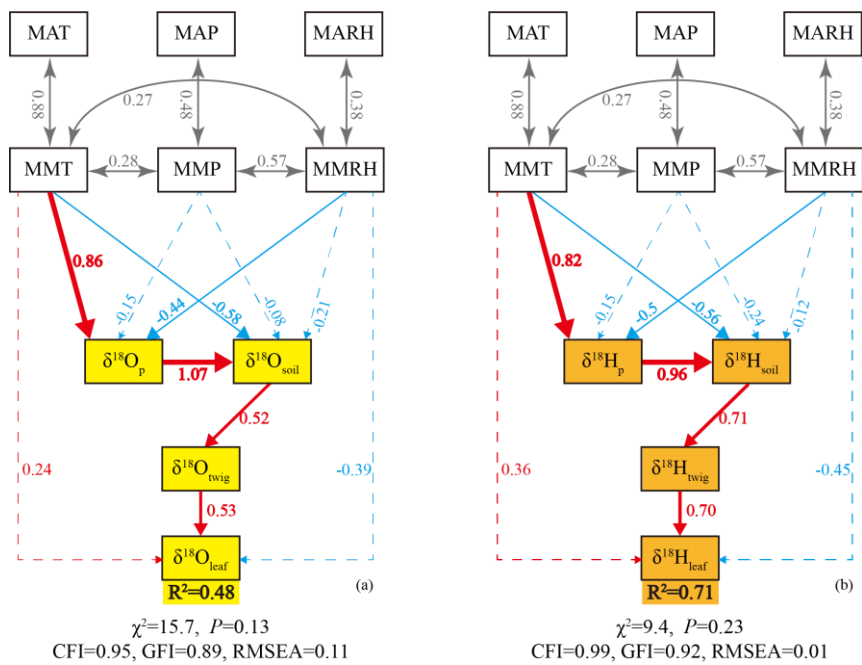 MAT MAP MARH
0.88 0.27 0.48 0.38
MMT 0.28 MMP 0.57 MMRH
0.86 -0.15 -0.44 -0.58 -0.08 -0.21
δ¹⁸Oₚ 1.07 δ¹⁸O_soil
0.52
δ¹⁸O_twig
0.24 0.53 -0.39
δ¹⁸O_leaf
R²=0.48
(a)
χ²=15.7, P=0.13
CFI=0.95, GFI=0.89, RMSEA=0.11
MAT MAP MARH
0.88 0.27 0.48 0.38
MMT 0.28 MMP 0.57 MMRH
0.82 -0.15 -0.5 -0.56 -0.24 -0.12
δ¹⁸Hₚ 0.96 δ¹⁸H_soil
0.71
δ¹⁸H_twig
0.36 0.70 -0.45
δ¹⁸H_leaf
R²=0.71
(b)
χ²=9.4, P=0.23
CFI=0.99, GFI=0.92, RMSEA=0.01